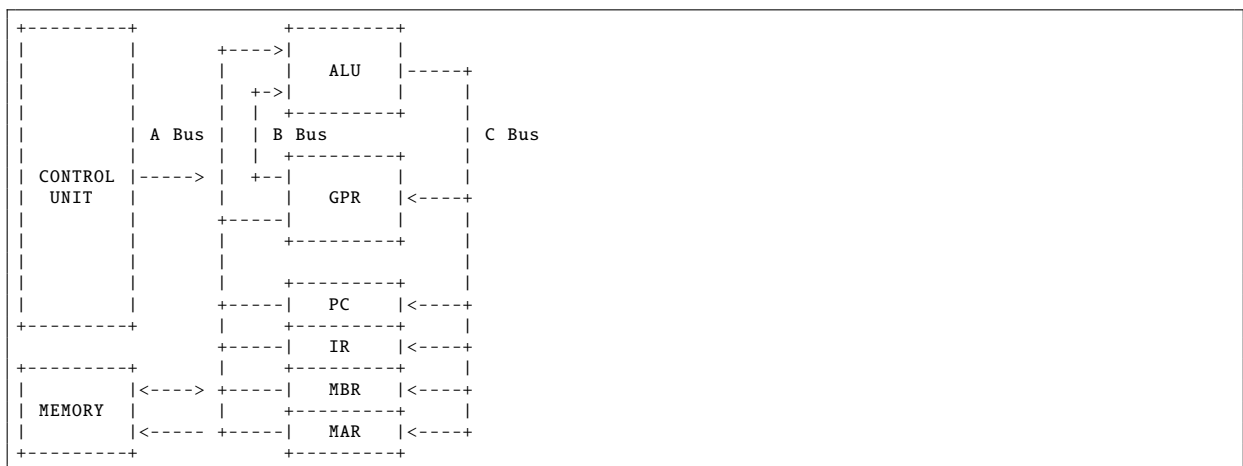 ALU
A Bus B Bus C Bus
CONTROL
UNIT GPR
PC
IR
MBR
MEMORY
MAR